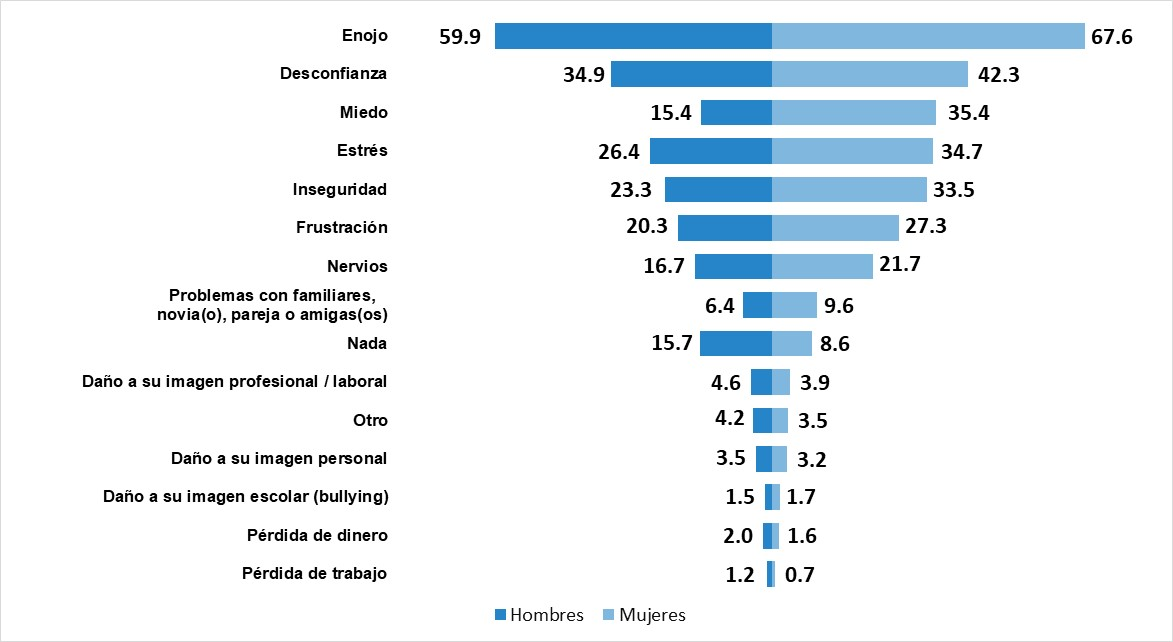 Enojo 59.9 67.6
Desconfianza 34.9 42.3
Miedo 15.4 35.4
Estrés 26.4 34.7
Inseguridad 23.3 33.5
Frustración 20.3 27.3
Nervios 16.7 21.7
Problemas con familiares,
novia(o), pareja o amigas(os) 6.4 9.6
Nada 15.7 8.6
Daño a su imagen profesional / laboral 4.6 3.9
Otro 4.2 3.5
Daño a su imagen personal 3.5 3.2
Daño a su imagen escolar (bullying) 1.5 1.7
Pérdida de dinero 2.0 1.6
Pérdida de trabajo 1.2 0.7
Hombres Mujeres